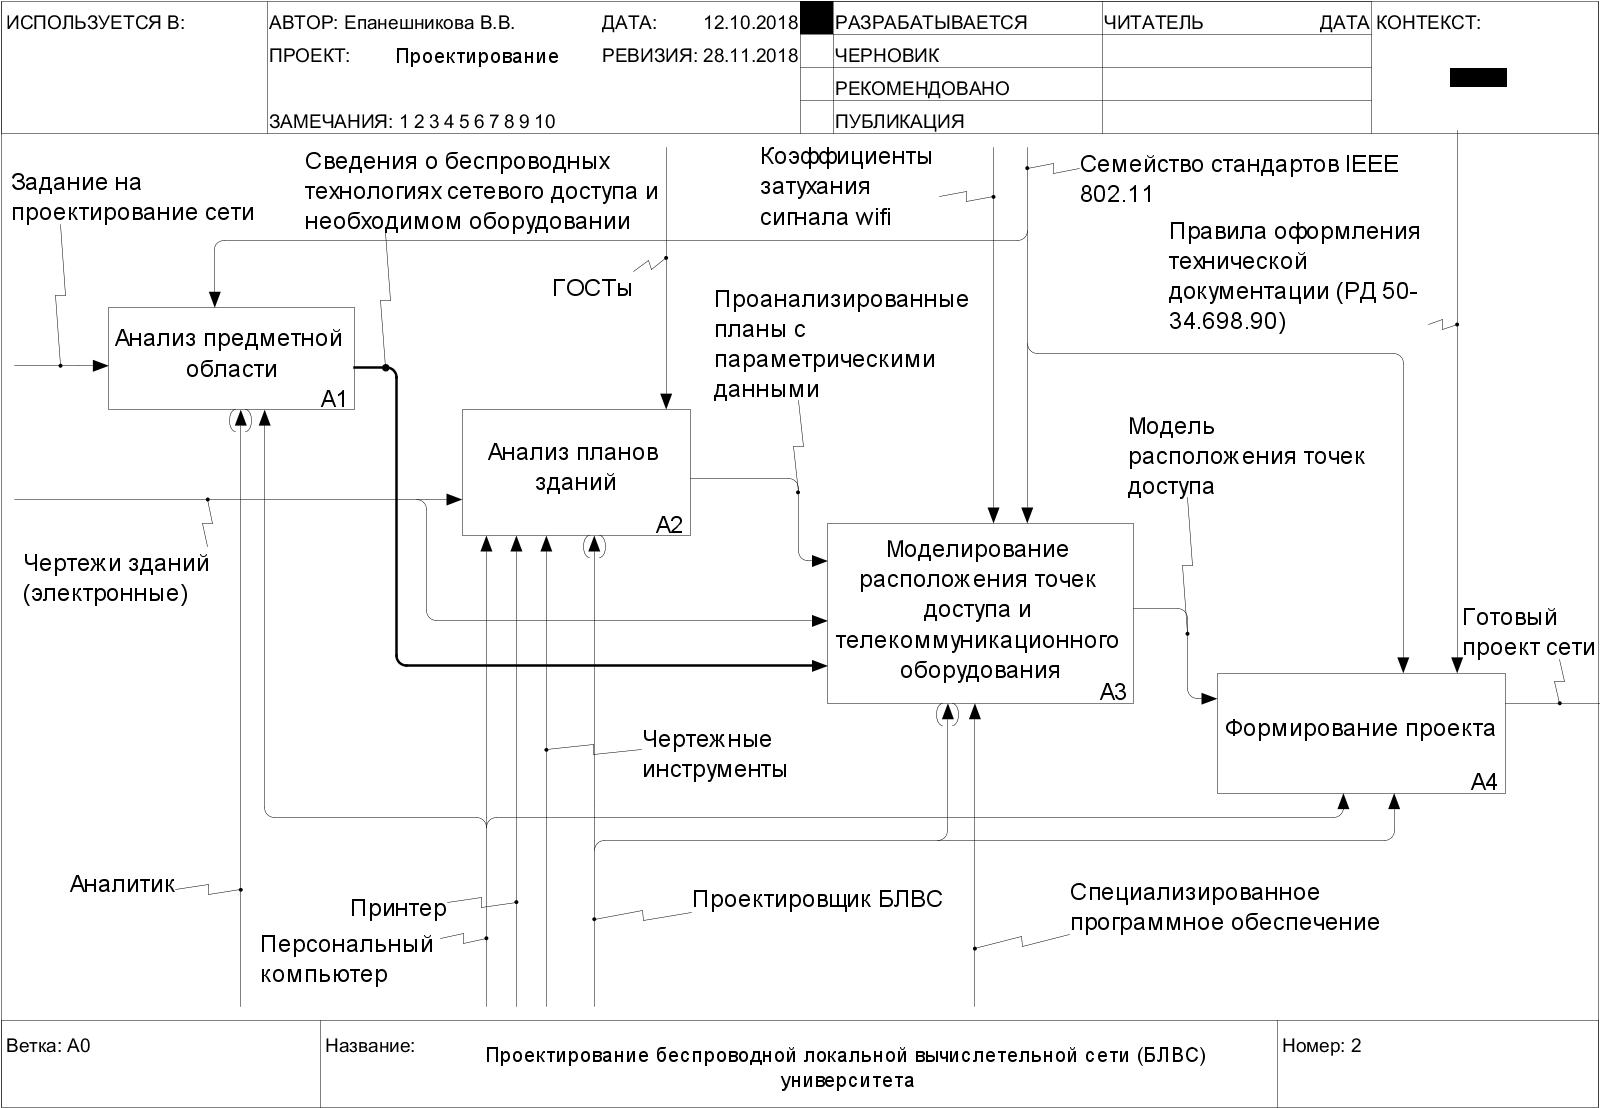 ИСПОЛЬЗУЕТСЯ В:
АВТОР: Епанешникова В.В.
ДАТА: 12.10.2018
ПРОЕКТ: Проектирование
РЕВИЗИЯ: 28.11.2018
ЗАМЕЧАНИЯ: 1 2 3 4 5 6 7 8 9 10
РАЗРАБАТЫВАЕТСЯ
ЧЕРНОВИК
РЕКОМЕНДОВАНО
ПУБЛИКАЦИЯ
ЧИТАТЕЛЬ
ДАТА
КОНТЕКСТ:
Задание на
проектирование сети
Сведения о беспроводных
технологиях сетевого доступа и
необходимом оборудовании
ГОСТы
Коэффициенты
затухания
сигнала wifi
Семейство стандартов IEEE
802.11
Правила оформления
технической
документации (РД 50-
34.698.90)
Проанализированные
планы с
параметрическими
данными
Анализ предметной
области
A1
Анализ планов
зданий
A2
Чертежи зданий
(электронные)
Модель
расположения точек
доступа
Моделирование
расположения точек
доступа и
телекоммуникационного
оборудования
A3
Готовый
проект сети
Формирование проекта
A4
Чертежные
инструменты
Аналитик
Принтер
Персональный
компьютер
Проектировщик БЛВС
Специализированное
программное обеспечение
Ветка: A0
Название:
Проектирование беспроводной локальной вычислетельной сети (БЛВС)
университета
Номер: 2